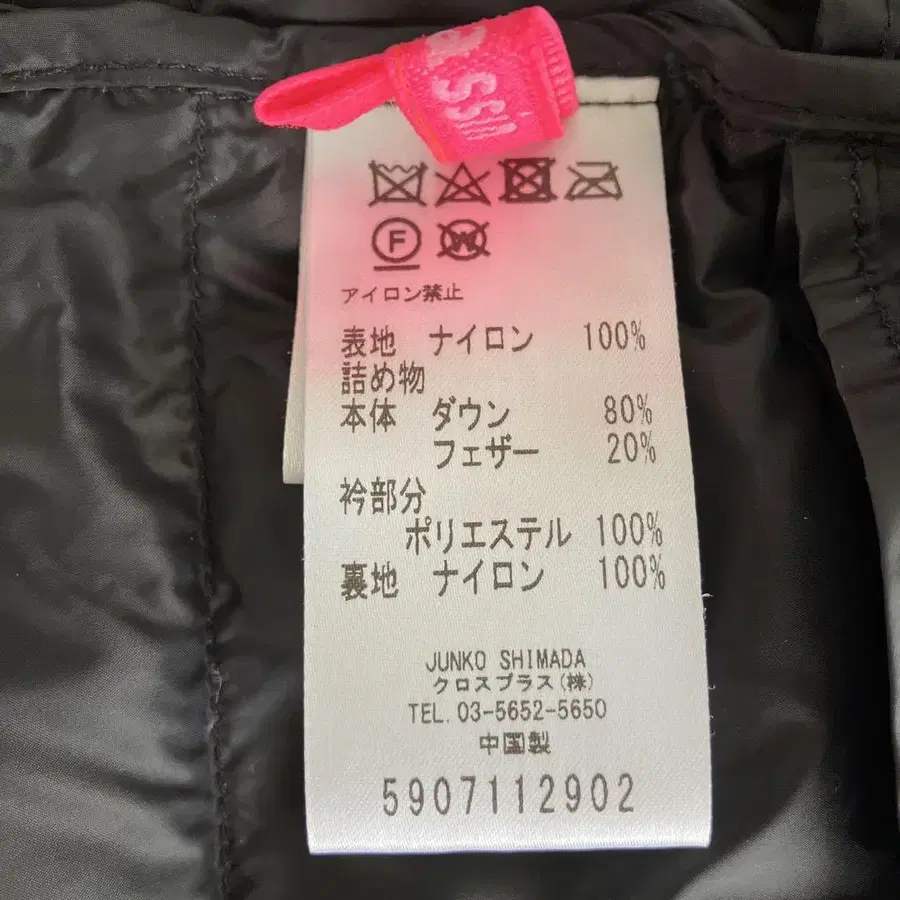 F
W
アイロン禁止
表地 ナイロン 100%
詰め物
本体 ダウン 80%
フェザー 20%
衿部分
ポリエステル 100%
裏地 ナイロン 100%
JUNKO SHIMADA
クロスプラス(株)
TEL. 03-5652-5650
中国製
5907112902